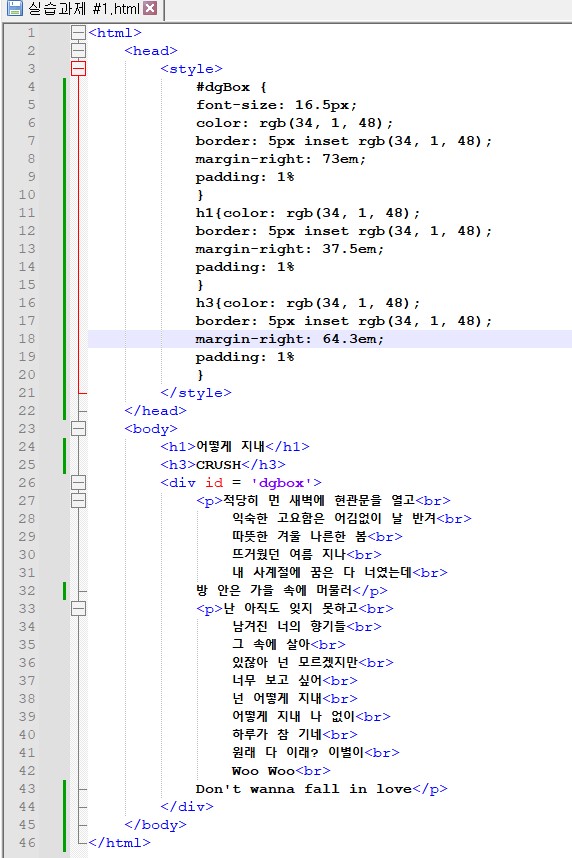 실습과제 #1.html
1 <html>
2 <head>
3 <style>
4 #dgBox {
5 font-size: 16.5px;
6 color: rgb(34, 1, 48);
7 border: 5px inset rgb(34, 1, 48);
8 margin-right: 73em;
9 padding: 1%
10 }
11 h1{color: rgb(34, 1, 48);
12 border: 5px inset rgb(34, 1, 48);
13 margin-right: 37.5em;
14 padding: 1%
15 }
16 h3{color: rgb(34, 1, 48);
17 border: 5px inset rgb(34, 1, 48);
18 margin-right: 64.3em;
19 padding: 1%
20 }
21 </style>
22 </head>
23 <body>
24 <h1>어떻게 지내</h1>
25 <h3>CRUSH</h3>
26 <div id = 'dgbox'>
27 <p>적당히 먼 새벽에 현관문을 열고<br>
28 익숙한 고요함은 어김없이 날 반겨<br>
29 따뜻한 겨울 나른한 봄<br>
30 뜨거웠던 여름 지나<br>
31 내 사계절에 꿈은 다 너였는데<br>
32 방 안은 가을 속에 머물러</p>
33 <p>난 아직도 잊지 못하고<br>
34 남겨진 너의 향기들<br>
35 그 속에 살아<br>
36 있잖아 넌 모르겠지만<br>
37 너무 보고 싶어<br>
38 넌 어떻게 지내<br>
39 어떻게 지내 나 없이<br>
40 하루가 참 기네<br>
41 원래 다 이래? 이별이<br>
42 Woo Woo<br>
43 Don't wanna fall in love</p>
44 </div>
45 </body>
46 </html>